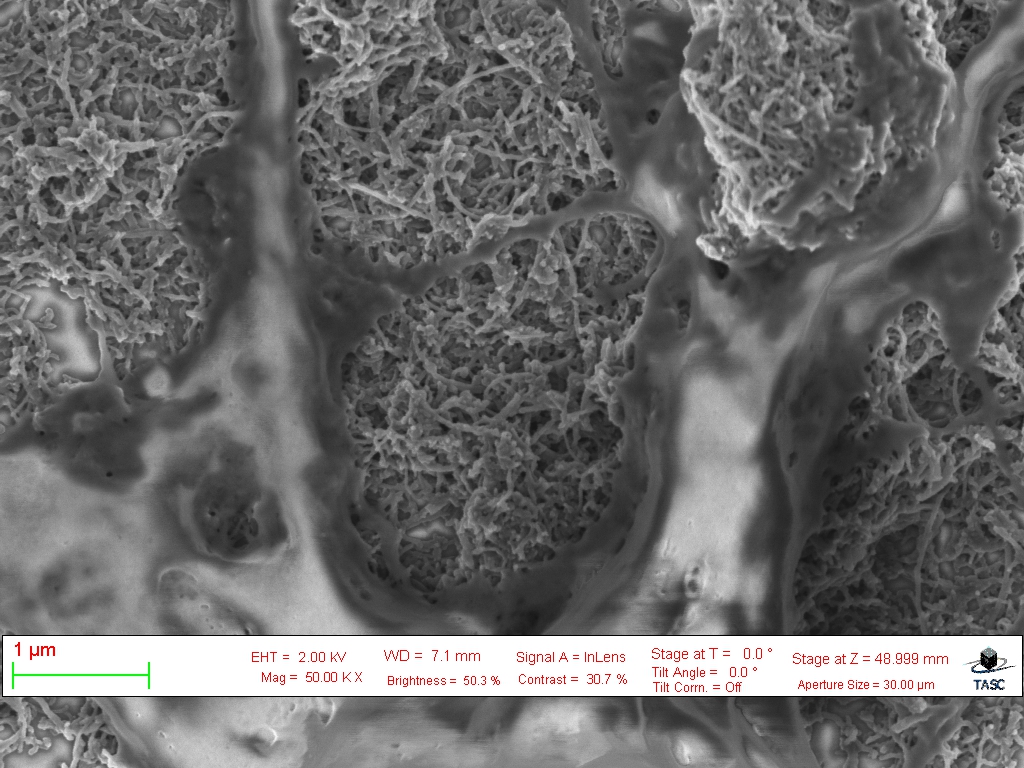 1 µm
EHT = 2.00 kV
Mag = 50.00 K X
WD = 7.1 mm
Brightness = 50.3 %
Signal A = InLens
Contrast = 30.7 %
Stage at T = 0.0 °
Tilt Angle = 0.0 °
Tilt Corrn. = Off
Stage at Z = 48.999 mm
Aperture Size = 30.00 µm
TASC